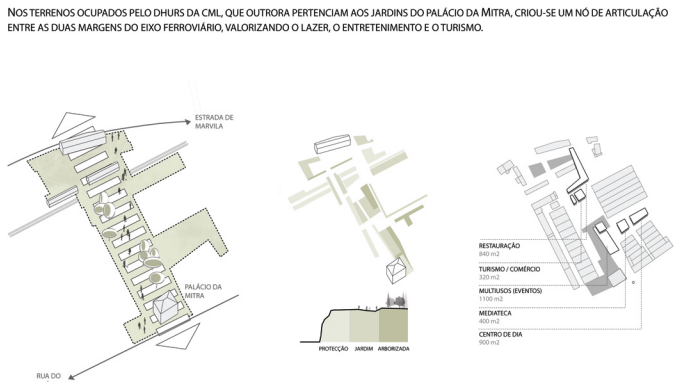 NOS TERRENOS OCUPADOS PELO DHURS DA CML, QUE OUTRORA PERTENCIAM AOS JARDINS DO PALÁCIO DA MITRA, CRIOU-SE UM NÓ DE ARTICULAÇÃO
ENTRE AS DUAS MARGENS DO EIXO FERROVIÁRIO, VALORIZANDO O LAZER, O ENTRETENIMENTO E O TURISMO.
ESTRADA DE
MARVILA
PALÁCIO DA
MITRA
RUA DO
PROTECÇÃO JARDIM ARBORIZADA
RESTAURAÇÃO
840 m2
TURISMO / COMÉRCIO
320 m2
MULTIUSOS (EVENTOS)
1100 m2
MEDIATECA
400 m2
CENTRO DE DIA
900 m2